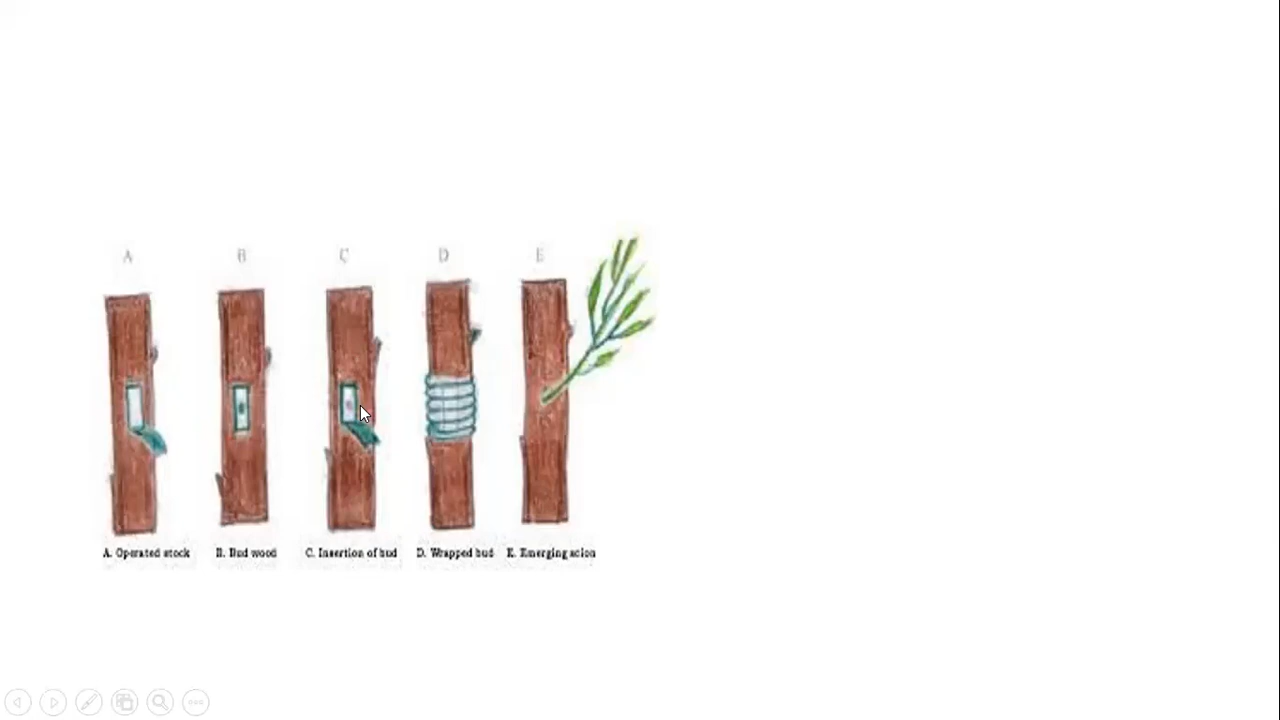 A B C D E
A. Operated stock B. Bud wood C. Insertion of bud D. Wrapped bud E. Emerging scion